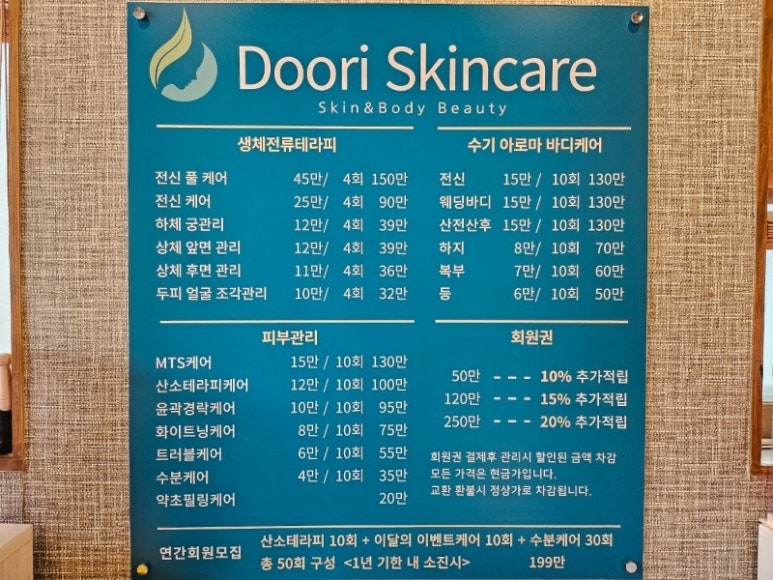 Doori Skincare
Skin&Body Beauty
생체전류테라피
전신 풀 케어 45만/ 4회 150만
전신 케어 25만/ 4회 90만
하체 궁관리 12만/ 4회 39만
상체 앞면 관리 12만/ 4회 39만
상체 후면 관리 11만/ 4회 36만
두피 얼굴 조각관리 10만/ 4회 32만
수기 아로마 바디케어
전신 15만 / 10회 130만
웨딩바디 15만 / 10회 130만
산전산후 15만 / 10회 130만
하지 8만/ 10회 70만
복부 7만/ 10회 60만
등 6만/ 10회 50만
피부관리
MTS케어 15만 / 10회 130만
산소테라피케어 12만 / 10회 100만
윤곽경락케어 10만 / 10회 95만
화이트닝케어 8만 / 10회 75만
트러블케어 6만 / 10회 55만
수분케어 4만 / 10회 35만
약초필링케어 20만
회원권
50만 - - - 10% 추가적립
120만 - - - 15% 추가적립
250만 - - - 20% 추가적립
회원권 결제후 관리시 할인된 금액 차감
모든 가격은 현금가입니다.
교환 환불시 정상가로 차감됩니다.
연간회원모집
산소테라피 10회 + 이달의 이벤트케어 10회 + 수분케어 30회
총 50회 구성 <1년 기한 내 소진시> 199만